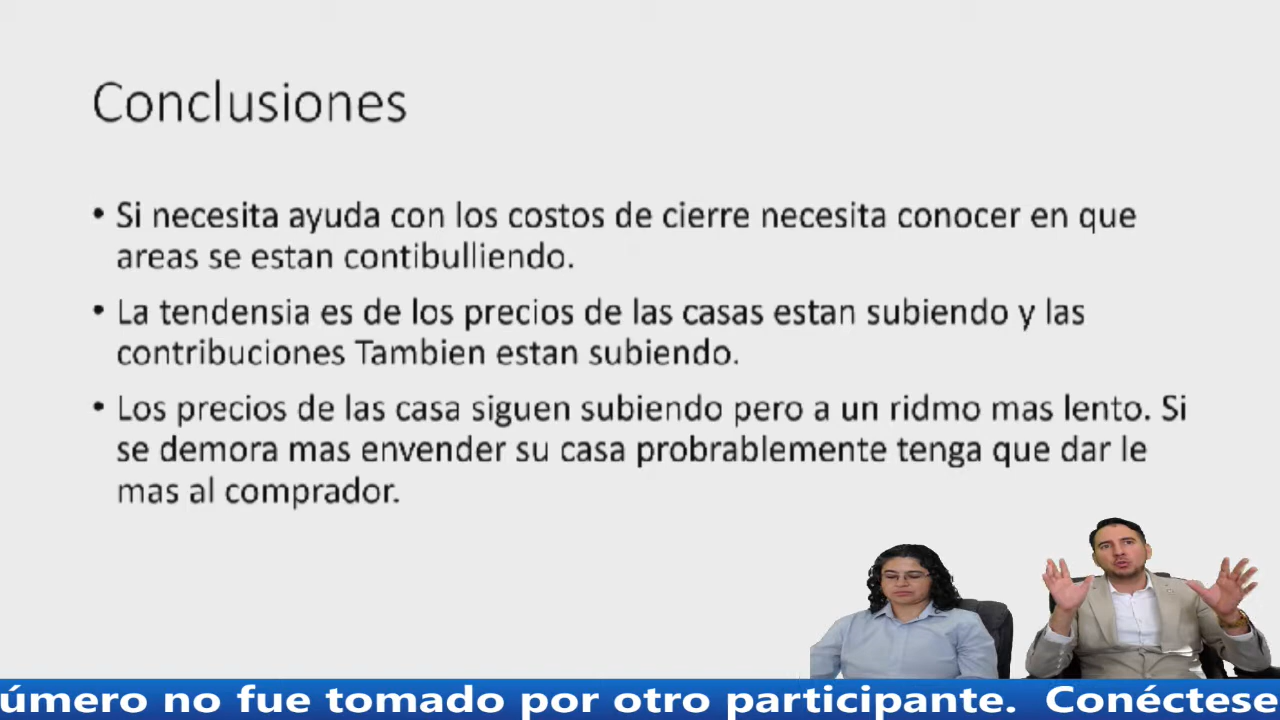 Conclusiones
• Si necesita ayuda con los costos de cierre necesita conocer en que
areas se estan contibulliendo.
• La tendensia es de los precios de las casas estan subiendo y las
contribuciones Tambien estan subiendo.
• Los precios de las casa siguen subiendo pero a un ridmo mas lento. Si
se demora mas envender su casa probrablemente tenga que dar le
mas al comprador.
úmero no fue tomado por otro participante. Conéctese